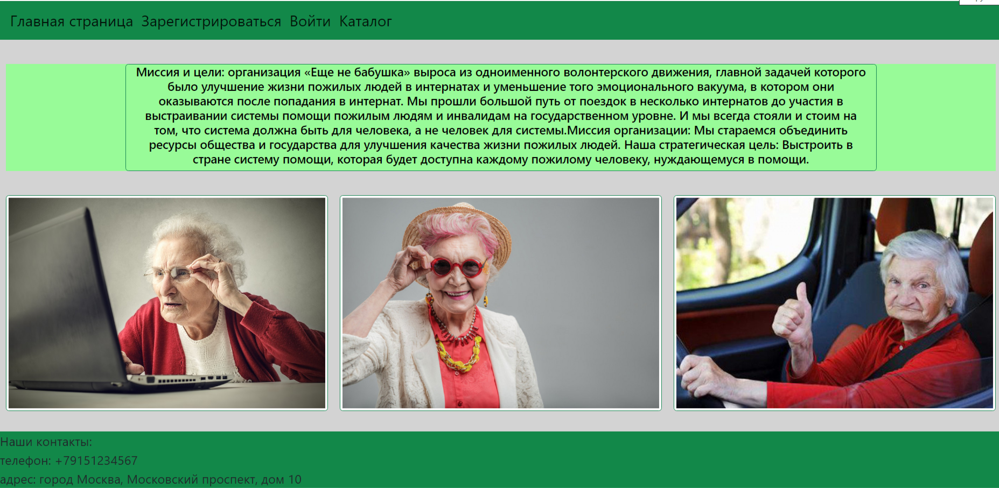 Главная страница Зарегистрироваться Войти Каталог
Миссия и цели: организация «Еще не бабушка» выроса из одноименного волонтерского движения, главной задачей которого
было улучшение жизни пожилых людей в интернатах и уменьшение того эмоционального вакуума, в котором они
оказываются после попадания в интернат. Мы прошли большой путь от поездок в несколько интернатов до участия в
выстраивании системы помощи пожилым людям и инвалидам на государственном уровне. И мы всегда стояли и стоим на
том, что система должна быть для человека, а не человек для системы.Миссия организации: Мы стараемся объединить
ресурсы общества и государства для улучшения качества жизни пожилых людей. Наша стратегическая цель: Выстроить в
стране систему помощи, которая будет доступна каждому пожилому человеку, нуждающемуся в помощи.
Наши контакты:
телефон: +79151234567
адрес: город Москва, Московский проспект, дом 10